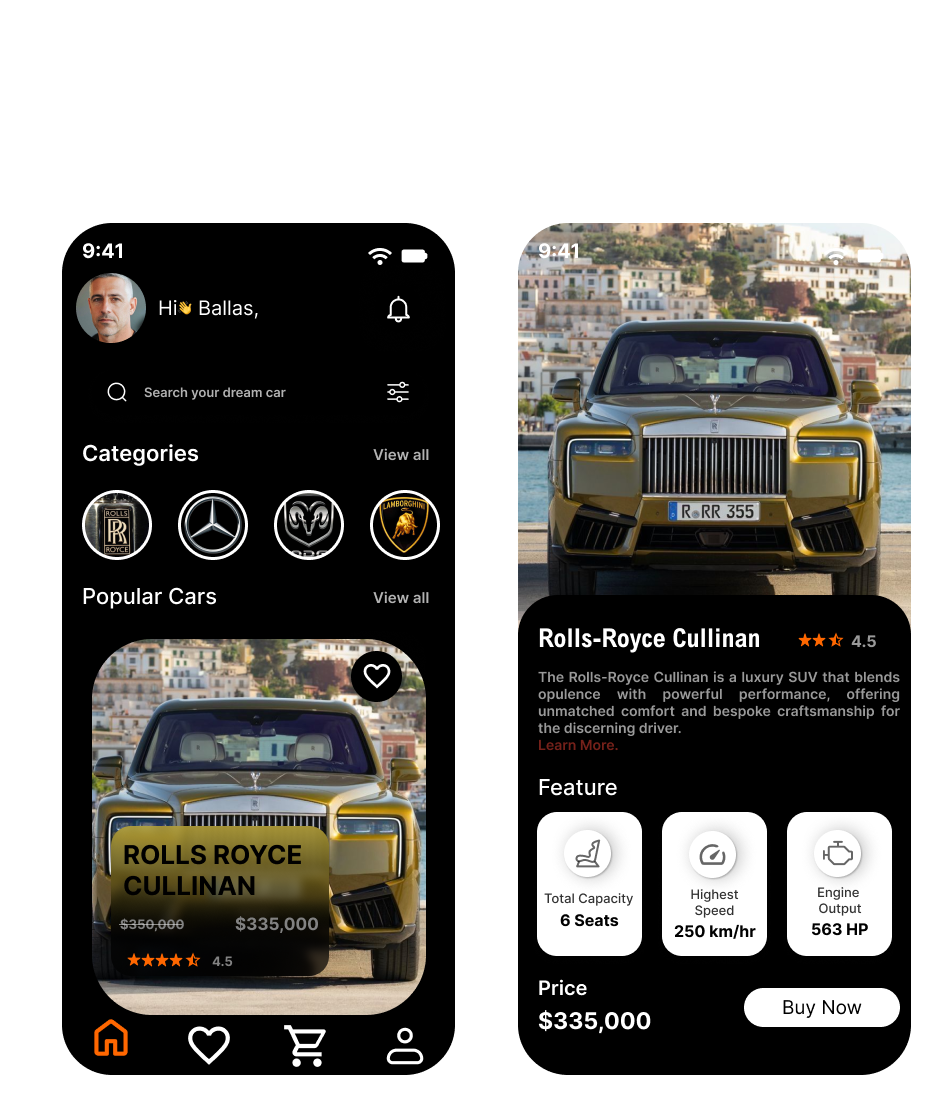 9:41
Hi👋 Ballas,
Search your dream car
Categories
View all
ROLLS
RR
ROYCE
LAMBORGHINI
Popular Cars
View all
ROLLS ROYCE
CULLINAN
$350,000
$335,000
4.5
9:41
R RR 355
Rolls-Royce Cullinan
4.5
The Rolls-Royce Cullinan is a luxury SUV that blends
opulence with powerful performance, offering
unmatched comfort and bespoke craftsmanship for
the discerning driver.
Learn More.
Feature
Total Capacity
6 Seats
Highest
Speed
250 km/hr
Engine
Output
563 HP
Price
$335,000
Buy Now